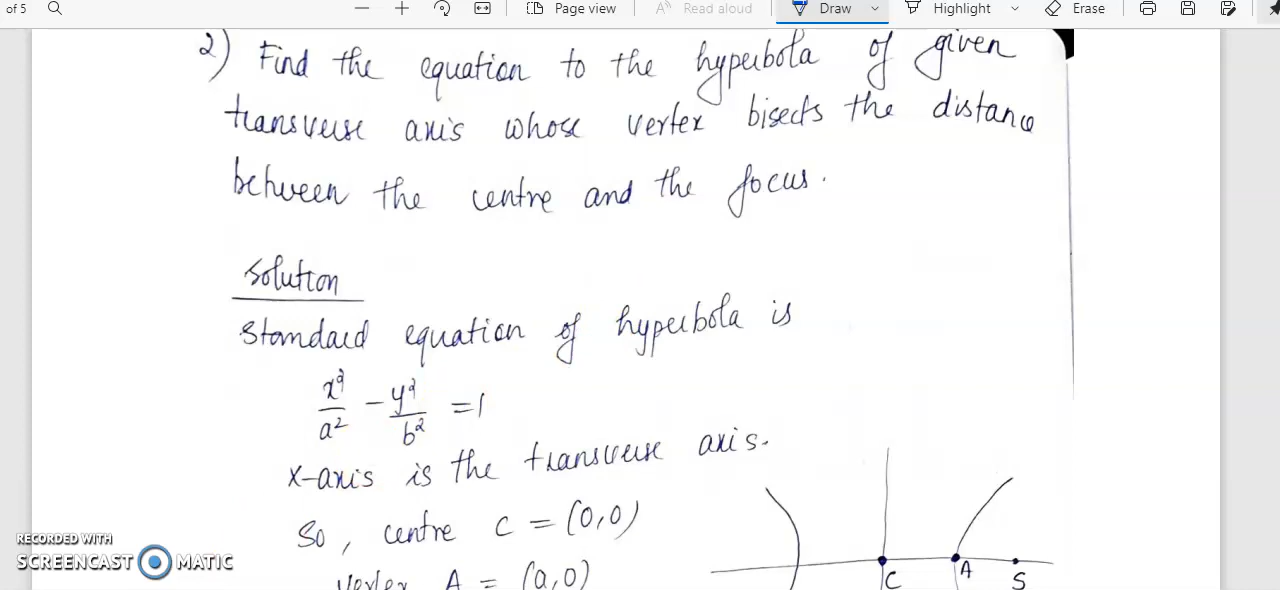 of 5
Page view
Read aloud
Draw
Highlight
Erase
2) Find the equation to the hyperbola of given
transverse axis whose vertex bisects the distance
between the centre and the focus.
Solution
Standard equation of hyperbola is
x²/a² - y²/b² = 1
X-axis is the transverse axis.
So, centre C = (0,0)
Vertex A = (a,0)
C A S
RECORDED WITH
SCREENCAST MATIC